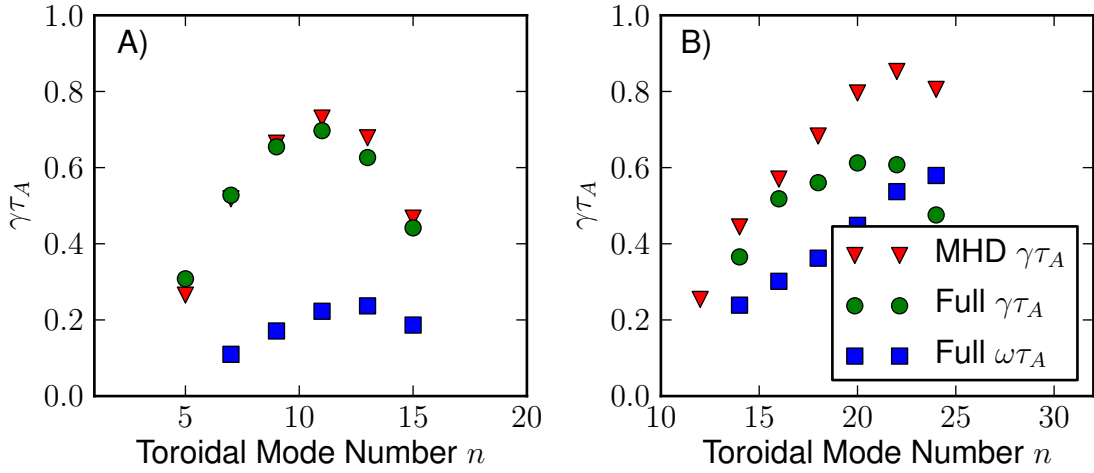 A)
γτ_A
1.0
0.8
0.6
0.4
0.2
0.0
5 10 15 20
Toroidal Mode Number n
B)
γτ_A
1.0
0.8
0.6
0.4
0.2
0.0
10 15 20 25 30
Toroidal Mode Number n
MHD γτ_A
Full γτ_A
Full ωτ_A